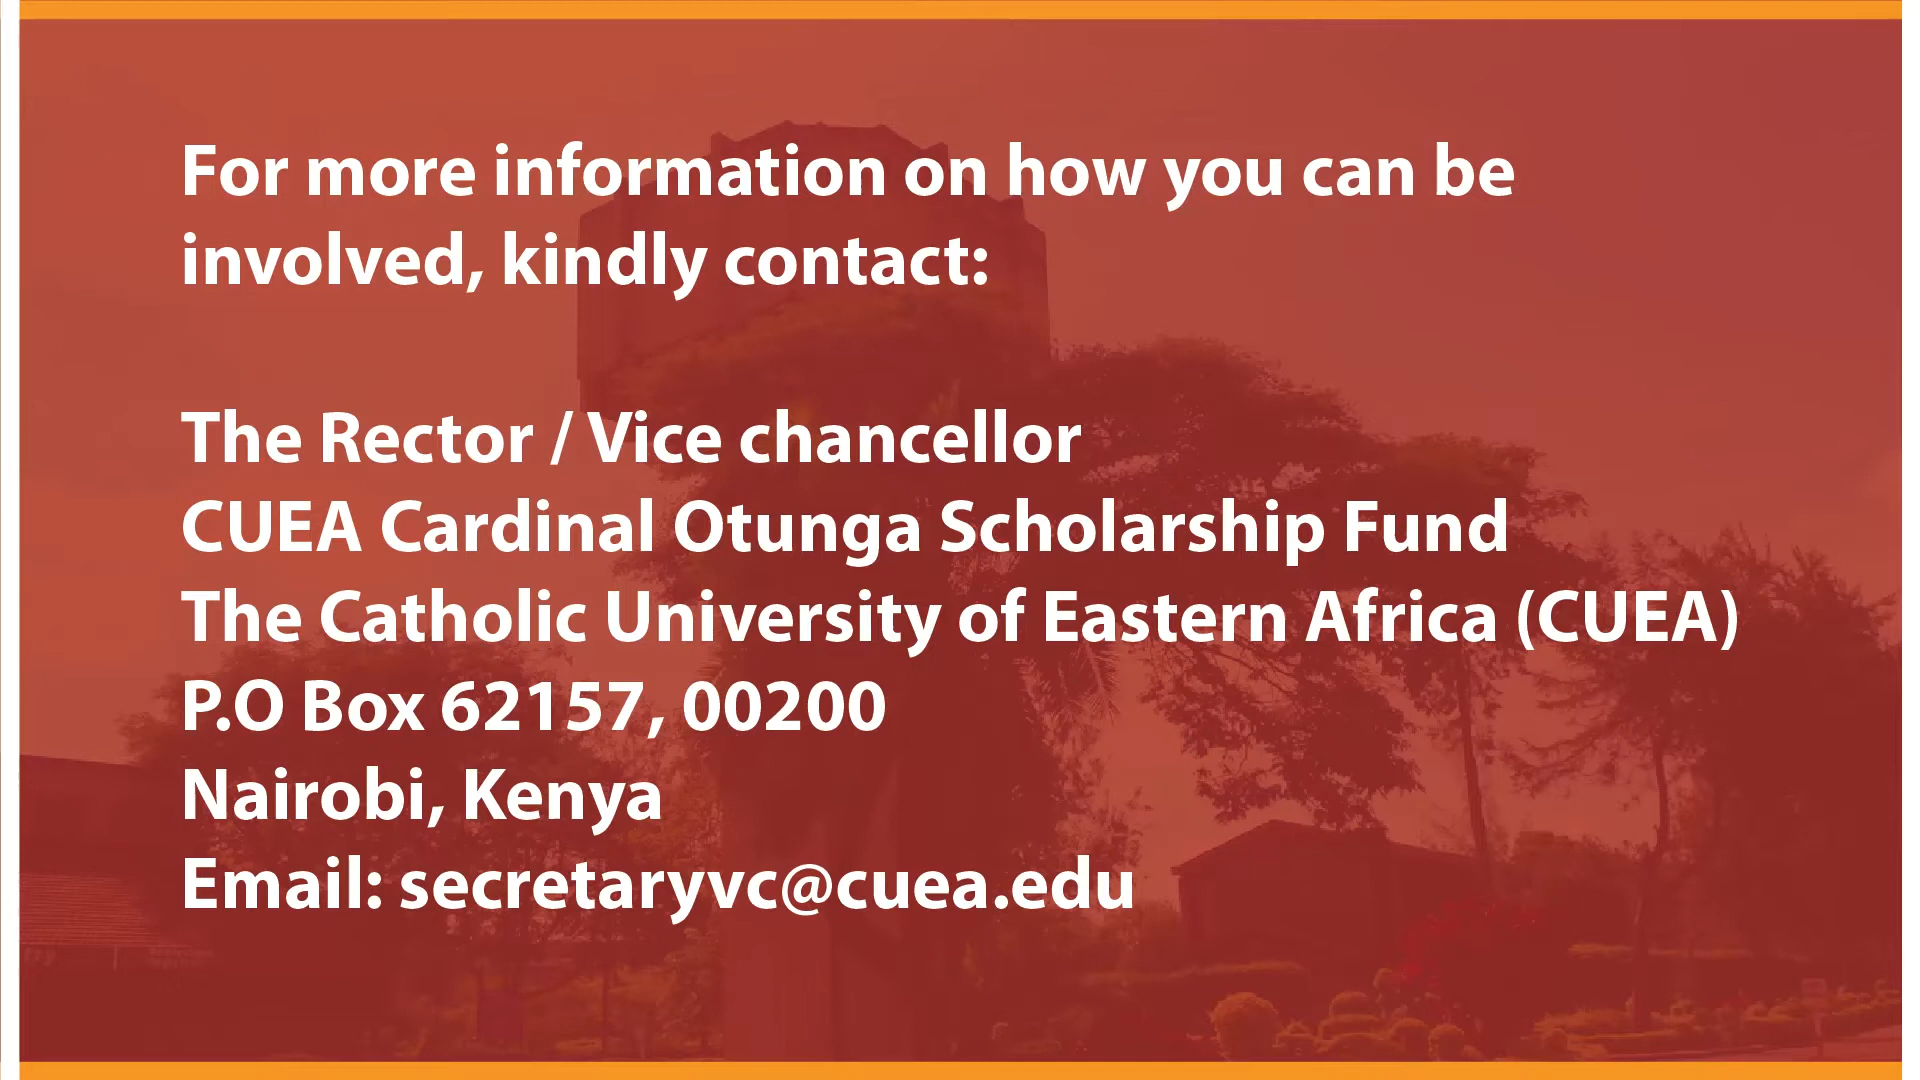 For more information on how you can be
involved, kindly contact:
The Rector / Vice chancellor
CUEA Cardinal Otunga Scholarship Fund
The Catholic University of Eastern Africa (CUEA)
P.O Box 62157, 00200
Nairobi, Kenya
Email: secretaryvc@cuea.edu